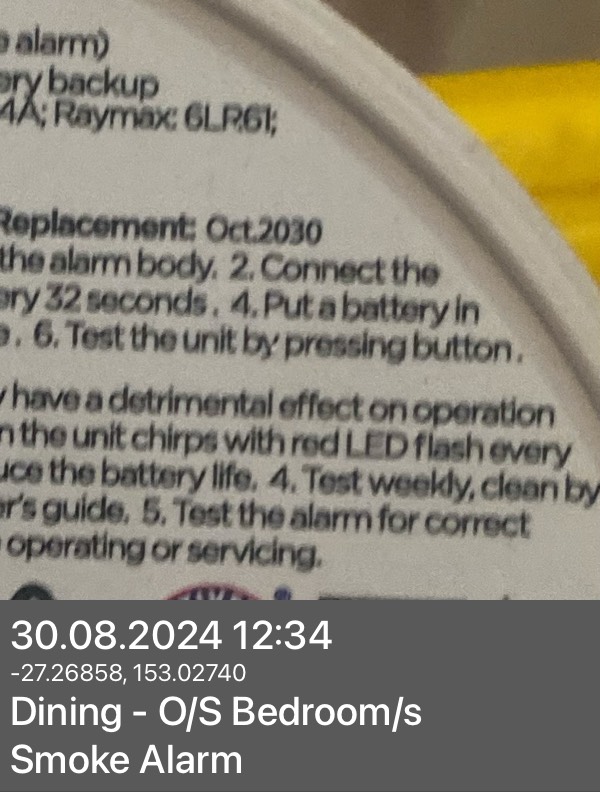 alarm)
ery backup
4A; Raymax: 6LR61;
Replacement: Oct.2030
the alarm body. 2. Connect the
ery 32 seconds. 4. Put a battery in
. 6. Test the unit by pressing button.
y have a detrimental effect on operation
n the unit chirps with red LED flash every
uce the battery life. 4. Test weekly, clean by
er's guide. 5. Test the alarm for correct
operating or servicing.
30.08.2024 12:34
-27.26858, 153.02740
Dining - O/S Bedroom/s
Smoke Alarm